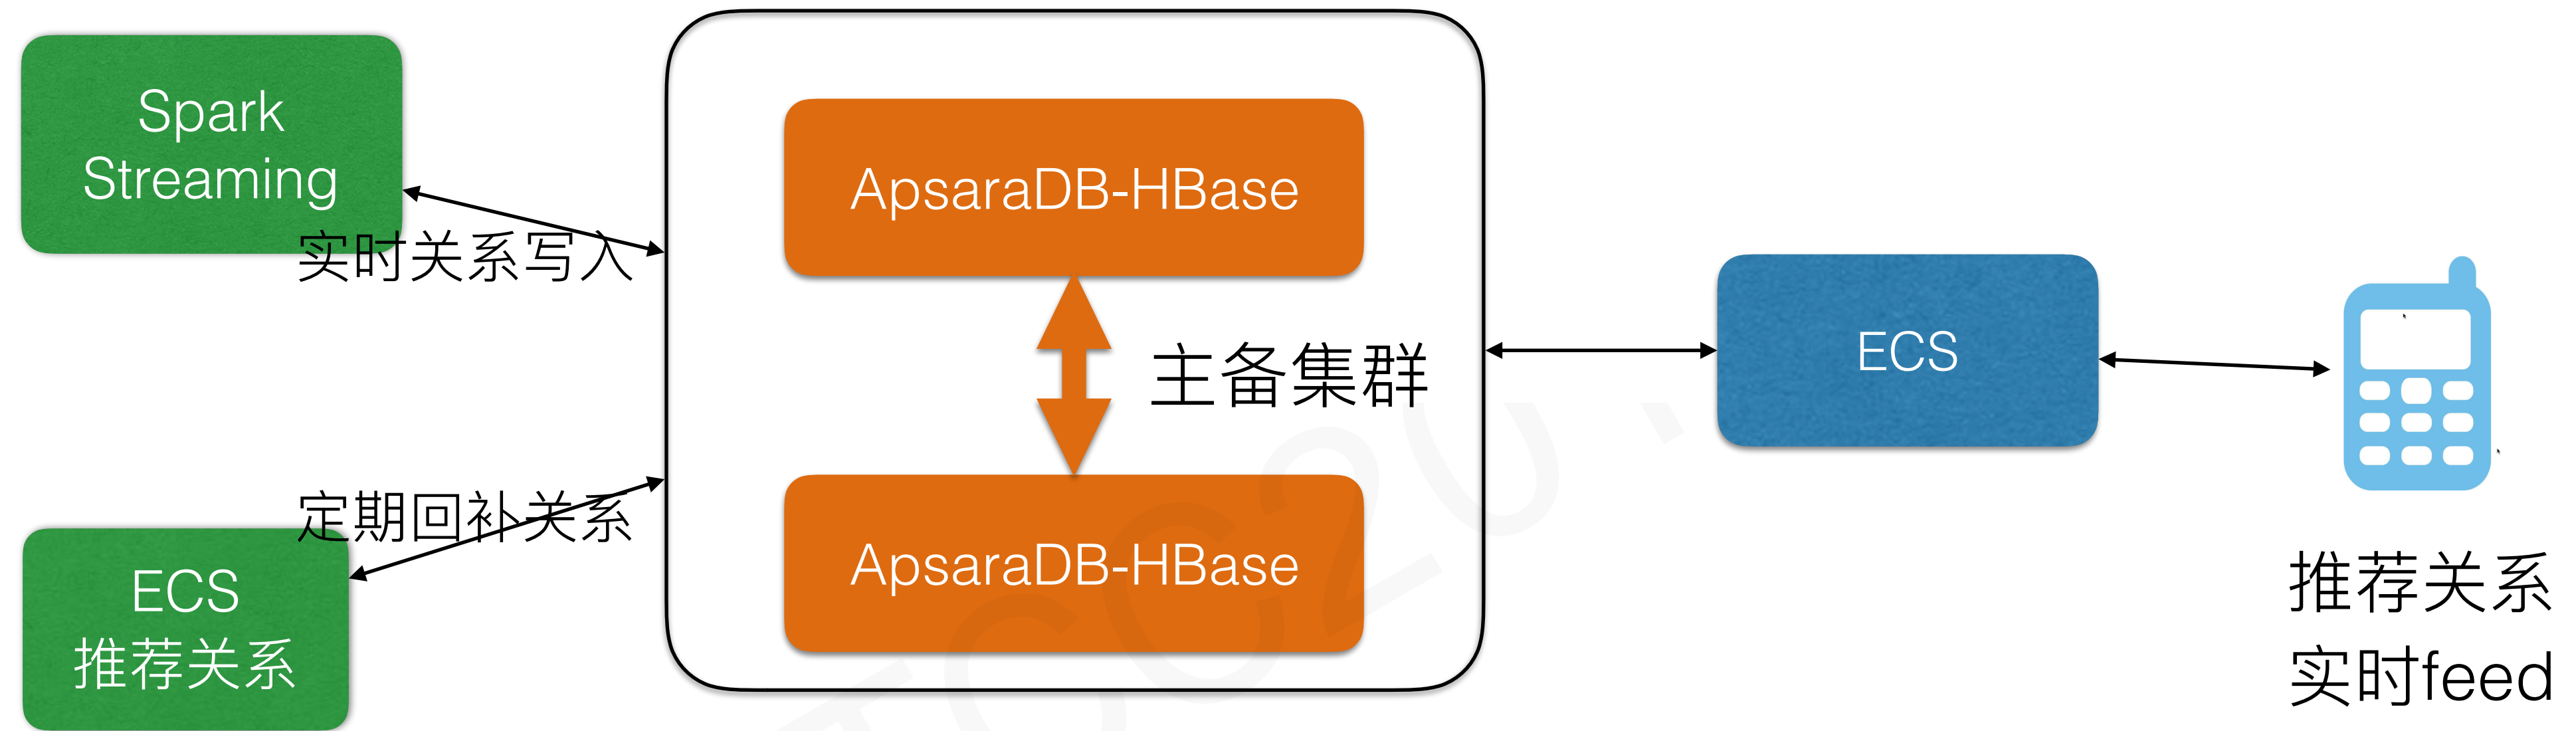 Spark
Streaming
实时关系写入
定期回补关系
ECS
推荐关系
ApsaraDB-HBase
主备集群
ApsaraDB-HBase
ECS
推荐关系
实时feed